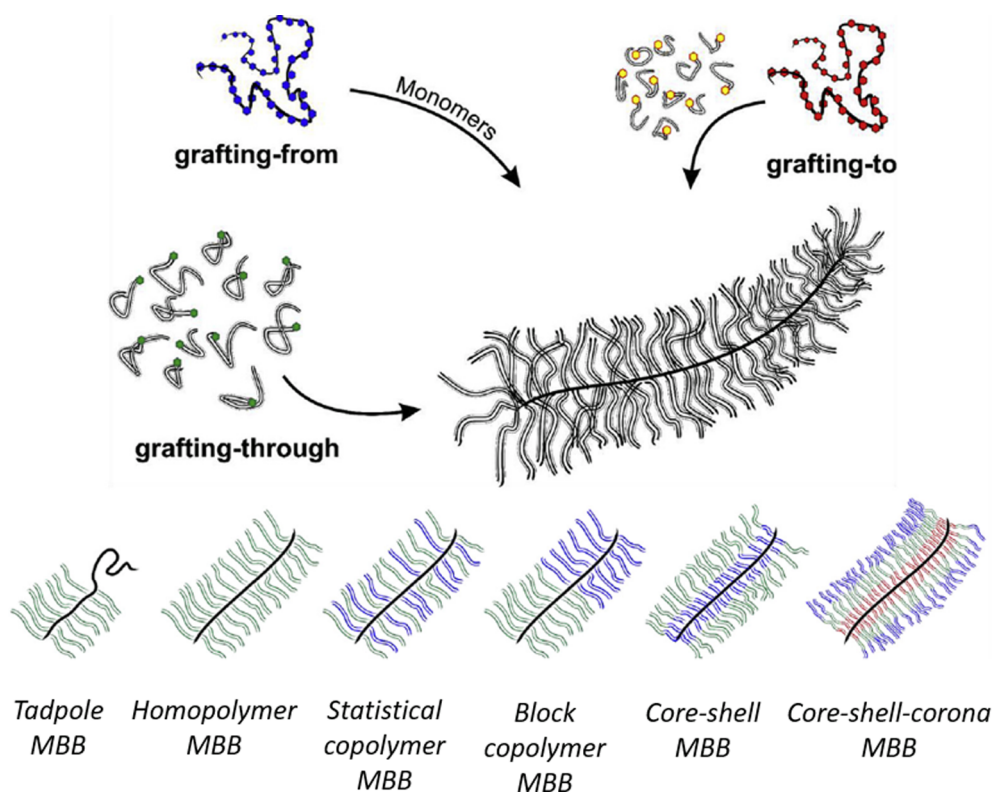 Monomers
grafting-from
grafting-to
grafting-through
Tadpole
MBB
Homopolymer
MBB
Statistical
copolymer
MBB
Block
copolymer
MBB
Core-shell
MBB
Core-shell-corona
MBB